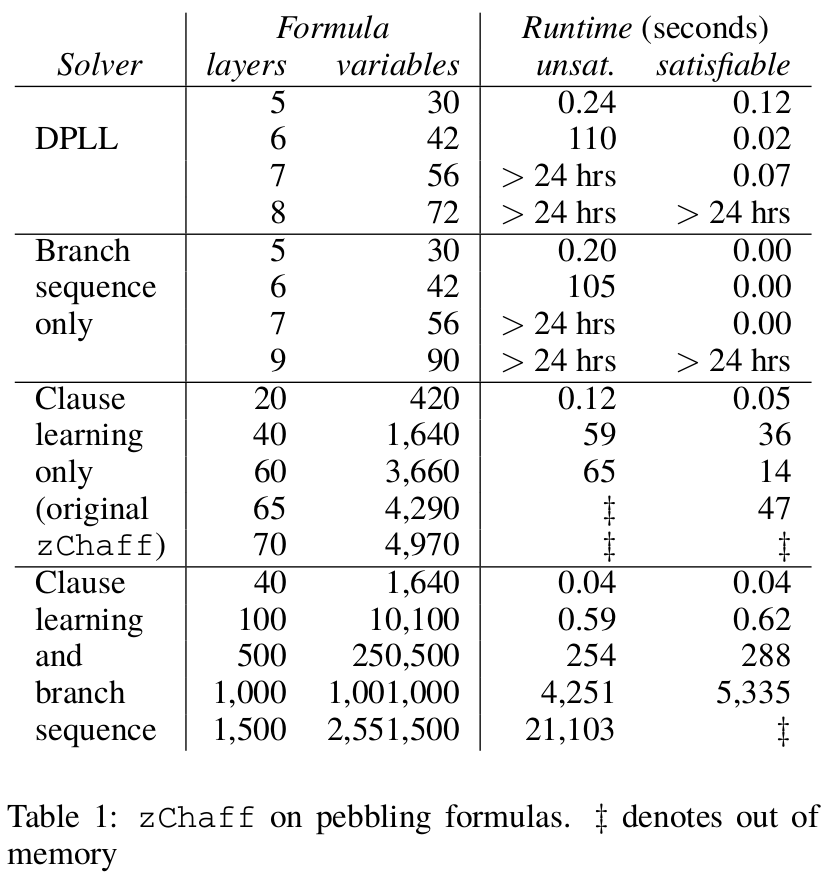 Formula Runtime (seconds)
Solver layers variables unsat. satisfiable
5 30 0.24 0.12
DPLL 6 42 110 0.02
7 56 > 24 hrs 0.07
8 72 > 24 hrs > 24 hrs
Branch 5 30 0.20 0.00
sequence 6 42 105 0.00
only 7 56 > 24 hrs 0.00
9 90 > 24 hrs > 24 hrs
Clause 20 420 0.12 0.05
learning 40 1,640 59 36
only 60 3,660 65 14
(original 65 4,290 ‡ 47
zChaff) 70 4,970 ‡ ‡
Clause 40 1,640 0.04 0.04
learning 100 10,100 0.59 0.62
and 500 250,500 254 288
branch 1,000 1,001,000 4,251 5,335
sequence 1,500 2,551,500 21,103 ‡
Table 1: zChaff on pebbling formulas. ‡ denotes out of
memory